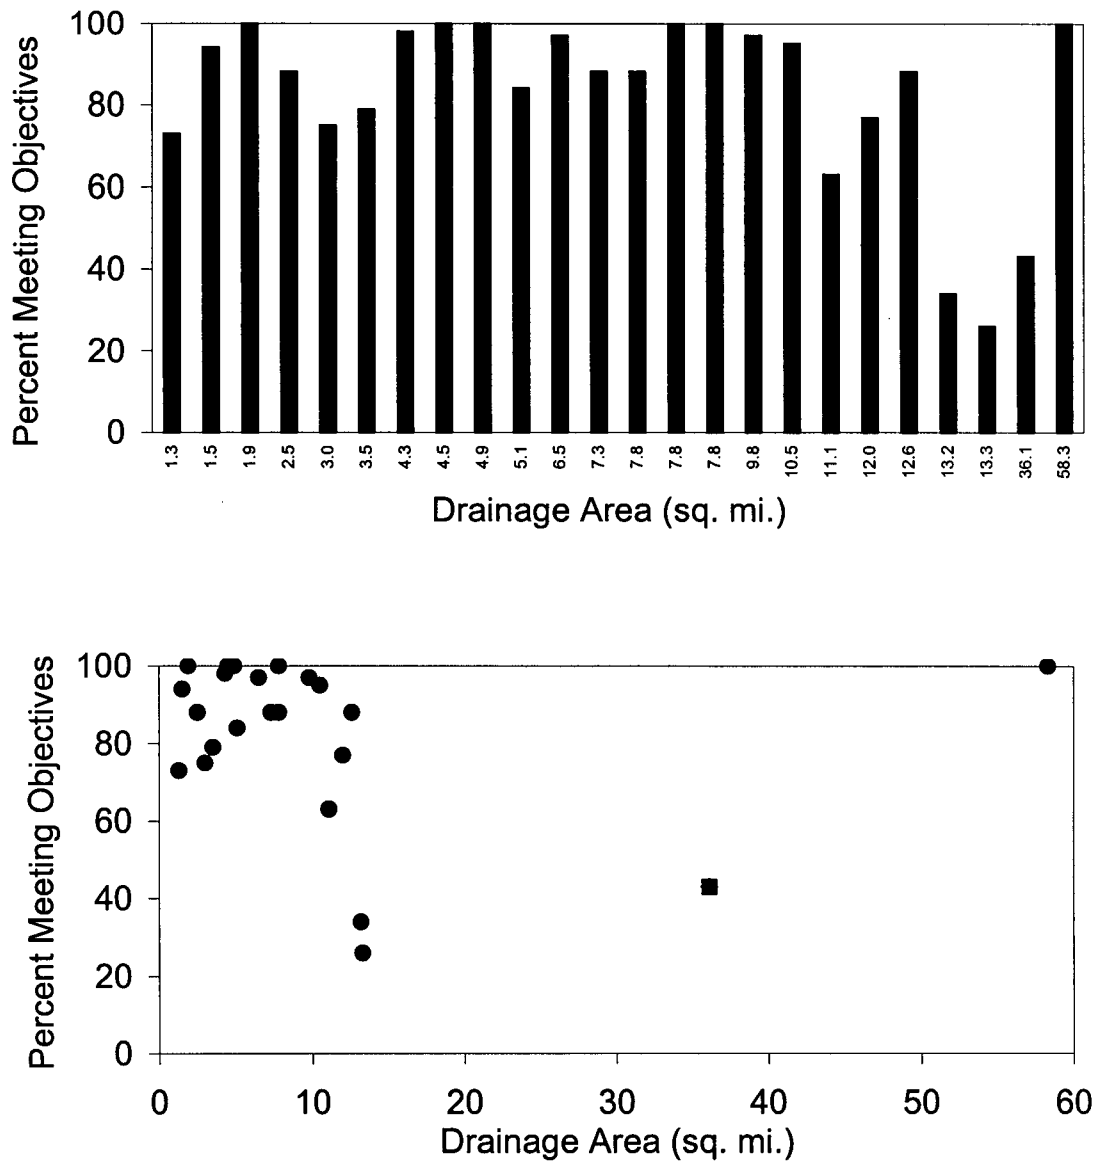 100
80
60
40
20
0
Percent Meeting Objectives
1.3 1.5 1.9 2.5 3.0 3.5 4.3 4.5 4.9 5.1 6.5 7.3 7.8 7.8 7.8 9.8 10.5 11.1 12.0 12.6 13.2 13.3 36.1 58.3
Drainage Area (sq. mi.)
100
80
60
40
20
0
Percent Meeting Objectives
0 10 20 30 40 50 60
Drainage Area (sq. mi.)